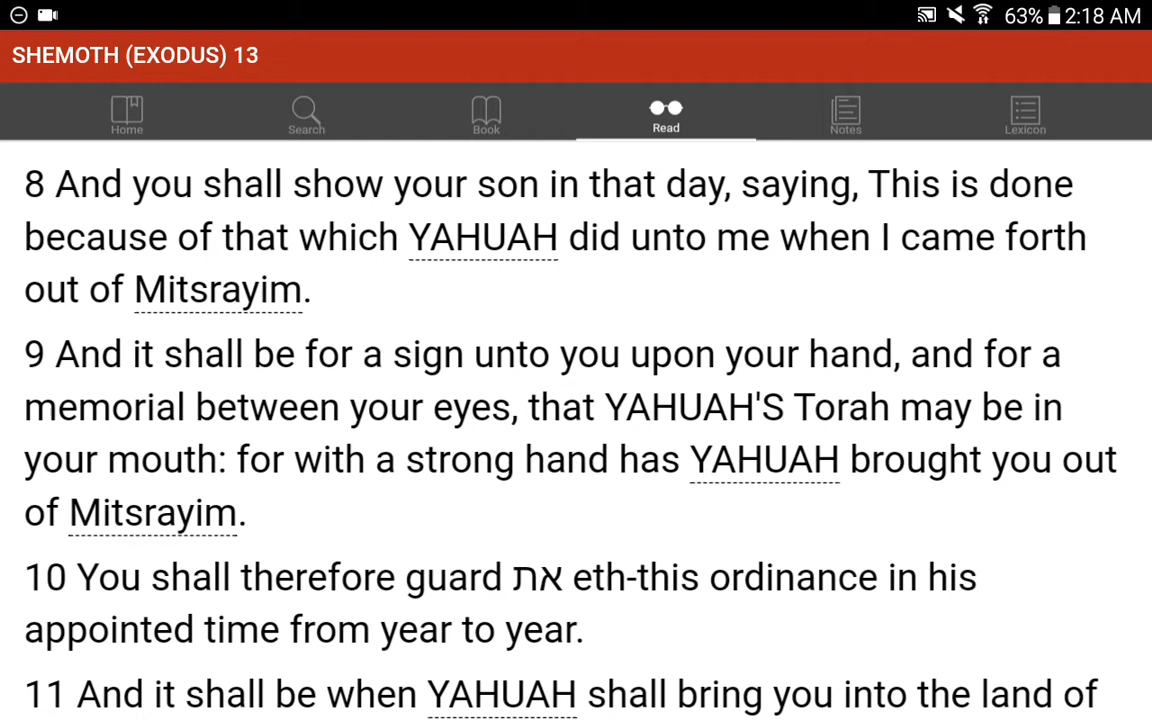 63% 2:18 AM
SHEMOTH (EXODUS) 13
Home Search Book Read Notes Lexicon
8 And you shall show your son in that day, saying, This is done
because of that which YAHUAH did unto me when I came forth
out of Mitsrayim.
9 And it shall be for a sign unto you upon your hand, and for a
memorial between your eyes, that YAHUAH'S Torah may be in
your mouth: for with a strong hand has YAHUAH brought you out
of Mitsrayim.
10 You shall therefore guard את eth-this ordinance in his
appointed time from year to year.
11 And it shall be when YAHUAH shall bring you into the land of